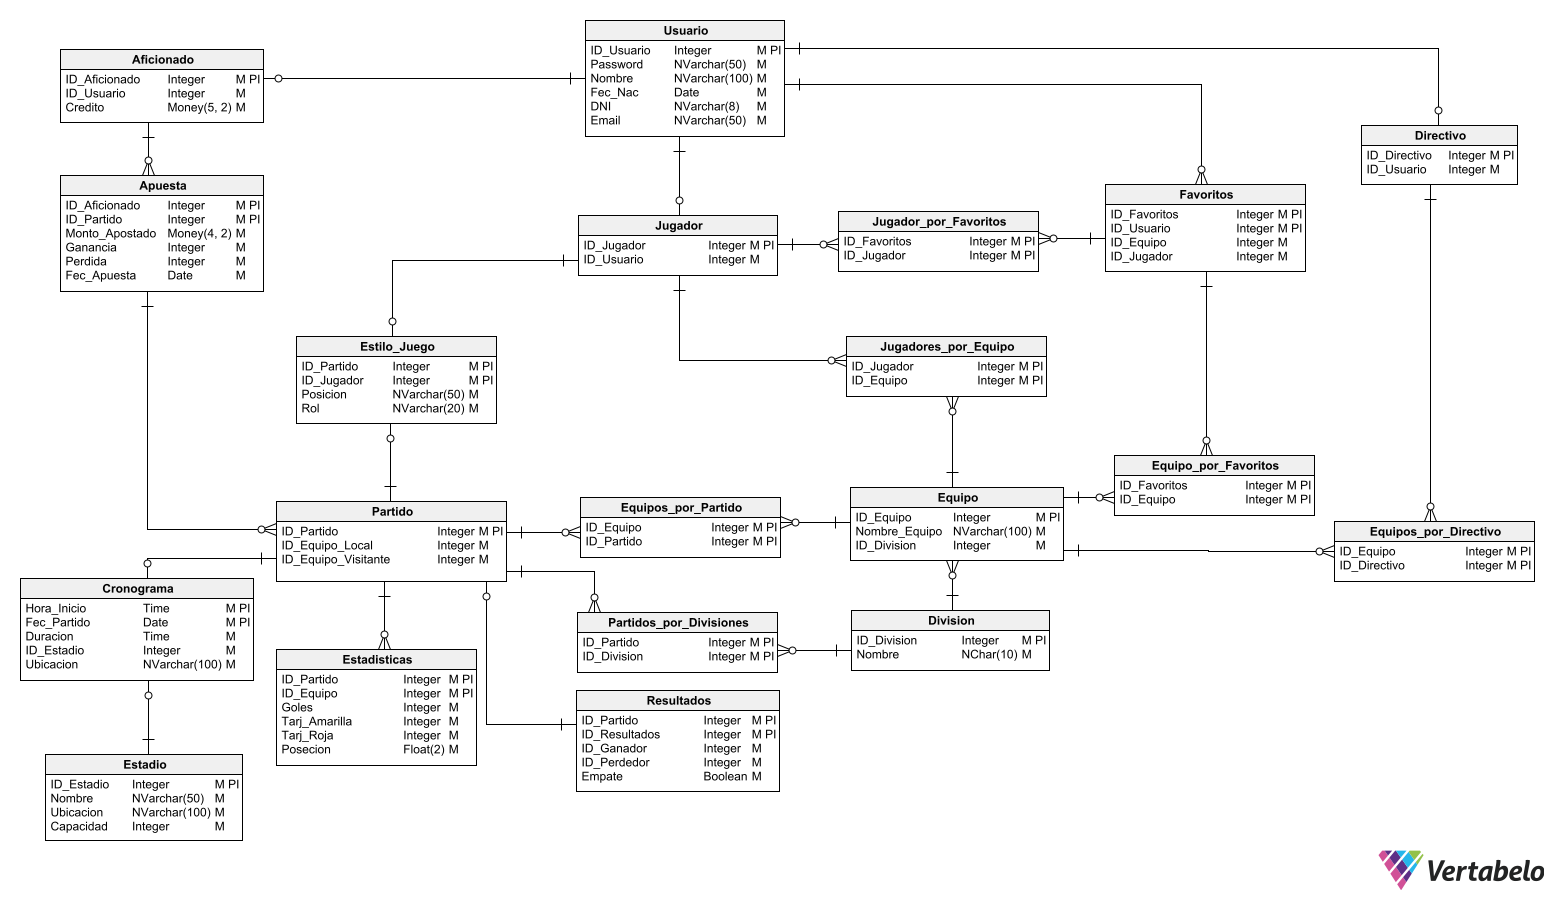 Usuario
ID_Usuario Integer M PI
Password NVarchar(50) M
Nombre NVarchar(100) M
Fec_Nac Date M
DNI NVarchar(8) M
Email NVarchar(50) M
Aficionado
ID_Aficionado Integer M PI
ID_Usuario Integer M
Credito Money(5, 2) M
Directivo
ID_Directivo Integer M PI
ID_Usuario Integer M
Apuesta
ID_Aficionado Integer M PI
ID_Partido Integer M PI
Monto_Apostado Money(4, 2) M
Ganancia Integer M
Perdida Integer M
Fec_Apuesta Date M
Jugador
ID_Jugador Integer M PI
ID_Usuario Integer M
Jugador_por_Favoritos
ID_Favoritos Integer M PI
ID_Jugador Integer M PI
Favoritos
ID_Favoritos Integer M PI
ID_Usuario Integer M PI
ID_Equipo Integer M
ID_Jugador Integer M
Estilo_Juego
ID_Partido Integer M PI
ID_Jugador Integer M PI
Posicion NVarchar(50) M
Rol NVarchar(20) M
Jugadores_por_Equipo
ID_Jugador Integer M PI
ID_Equipo Integer M PI
Equipo_por_Favoritos
ID_Favoritos Integer M PI
ID_Equipo Integer M PI
Partido
ID_Partido Integer M PI
ID_Equipo_Local Integer M
ID_Equipo_Visitante Integer M
Equipos_por_Partido
ID_Equipo Integer M PI
ID_Partido Integer M PI
Equipo
ID_Equipo Integer M PI
Nombre_Equipo NVarchar(100) M
ID_Division Integer M
Equipos_por_Directivo
ID_Equipo Integer M PI
ID_Directivo Integer M PI
Cronograma
Hora_Inicio Time M PI
Fec_Partido Date M PI
Duracion Time M
ID_Estadio Integer M
Ubicacion NVarchar(100) M
Estadisticas
ID_Partido Integer M PI
ID_Equipo Integer M PI
Goles Integer M
Tarj_Amarilla Integer M
Tarj_Roja Integer M
Posecion Float(2) M
Partidos_por_Divisiones
ID_Partido Integer M PI
ID_Division Integer M PI
Division
ID_Division Integer M PI
Nombre NChar(10) M
Resultados
ID_Partido Integer M PI
ID_Resultados Integer M PI
ID_Ganador Integer M
ID_Perdedor Integer M
Empate Boolean M
Estadio
ID_Estadio Integer M PI
Nombre NVarchar(50) M
Ubicacion NVarchar(100) M
Capacidad Integer M
Vertabelo